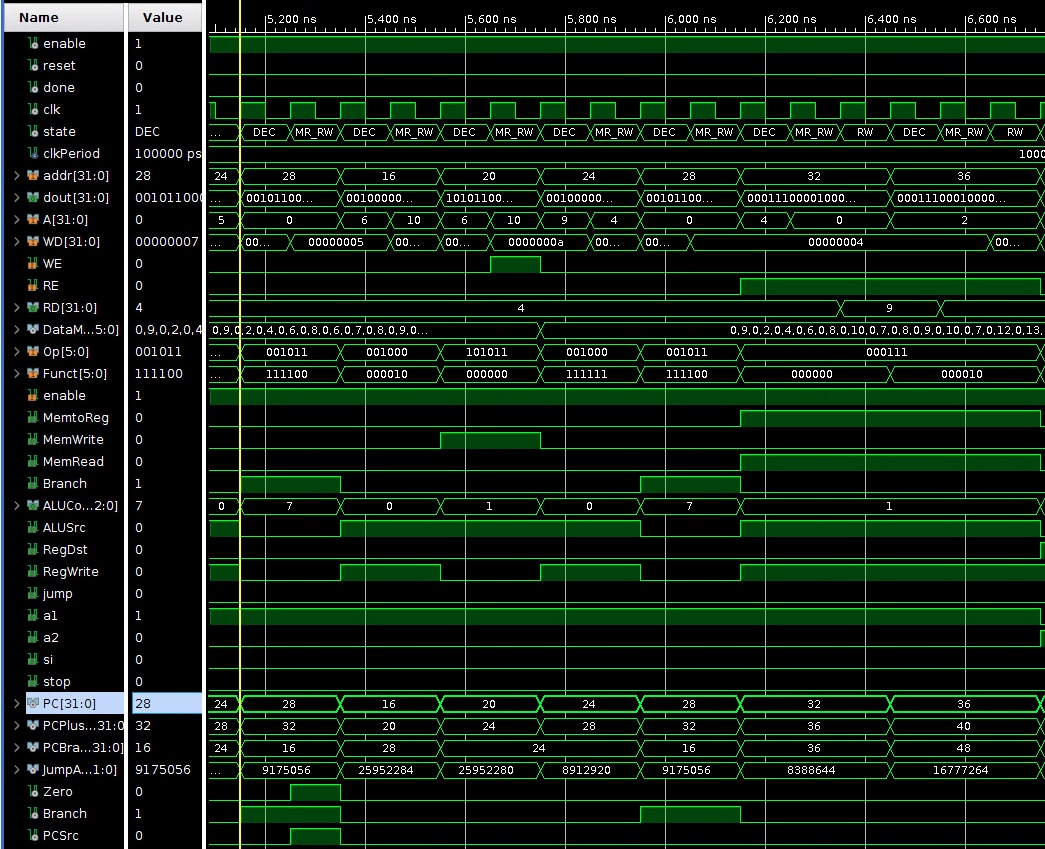 Name Value 5,200 ns 5,400 ns 5,600 ns 5,800 ns 6,000 ns 6,200 ns 6,400 ns 6,600 ns
enable 1
reset 0
done 0
clk 1
state DEC ... DEC MR_RW DEC MR_RW DEC MR_RW DEC MR_RW DEC MR_RW DEC MR_RW RW DEC MR_RW RW
clkPeriod 100000 ps 1000
addr[31:0] 28 24 28 16 20 24 28 32 36
dout[31:0] 001011000 ... 00101100... 00100000... 10101100... 00100000... 00101100... 000111100001000... 00011100010000...
A[31:0] 0 5 0 6 10 6 10 9 4 0 4 0 2
WD[31:0] 00000007 ... 00... 00000005 00... 00... 0000000a 00... 00... 00000004 00...
WE 0
RE 0
RD[31:0] 4 4 9
DataM...5:0] 0,9,0,2,0,4 0,9,0,2,0,4,0,6,0,8,0,6,0,7,0,8,0,9,0... 0,9,0,2,0,4,0,6,0,8,0,10,0,7,0,8,0,9,0,10,0,7,0,12,0,13,
Op[5:0] 001011 ... 001011 001000 101011 001000 001011 000111
Funct[5:0] 111100 ... 111100 000010 000000 111111 111100 000000 000010
enable 1
MemtoReg 0
MemWrite 0
MemRead 0
Branch 1
ALUCo...2:0] 7 0 7 0 1 0 7 1
ALUSrc 0
RegDst 0
RegWrite 0
jump 0
a1 1
a2 0
si 0
stop 0
PC[31:0] 28 24 28 16 20 24 28 32 36
PCPlus...31:0 32 28 32 20 24 28 32 36 40
PCBra...31:0] 16 24 16 28 24 16 36 48
JumpA...1:0] 9175056 ... 9175056 25952284 25952280 8912920 9175056 8388644 16777264
Zero 0
Branch 1
PCSrc 0